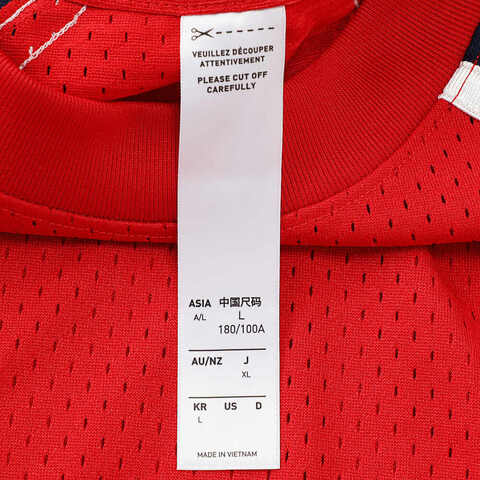 VEUILLEZ DÉCOUPER
ATTENTIVEMENT
PLEASE CUT OFF
CAREFULLY
ASIA 中国尺码
A/L L
180/100A
AU/NZ J
XL
KR US D
L
MADE IN VIETNAM